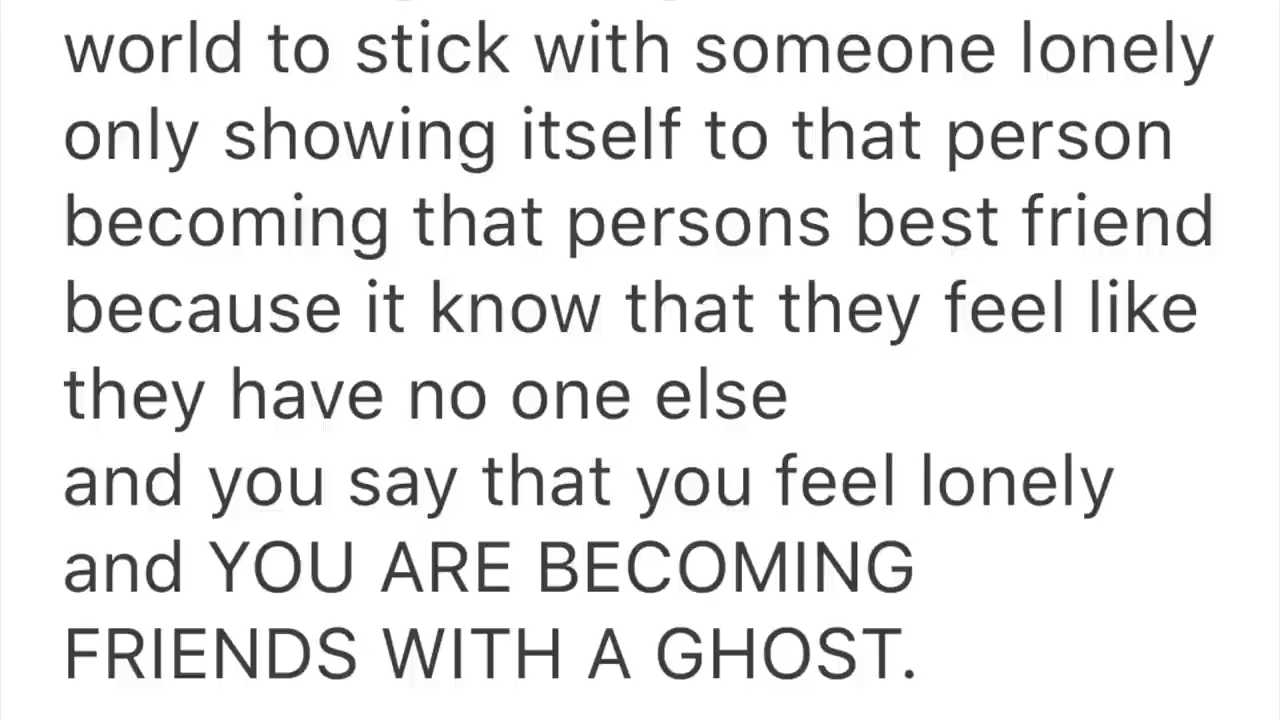 world to stick with someone lonely
only showing itself to that person
becoming that persons best friend
because it know that they feel like
they have no one else
and you say that you feel lonely
and YOU ARE BECOMING
FRIENDS WITH A GHOST.